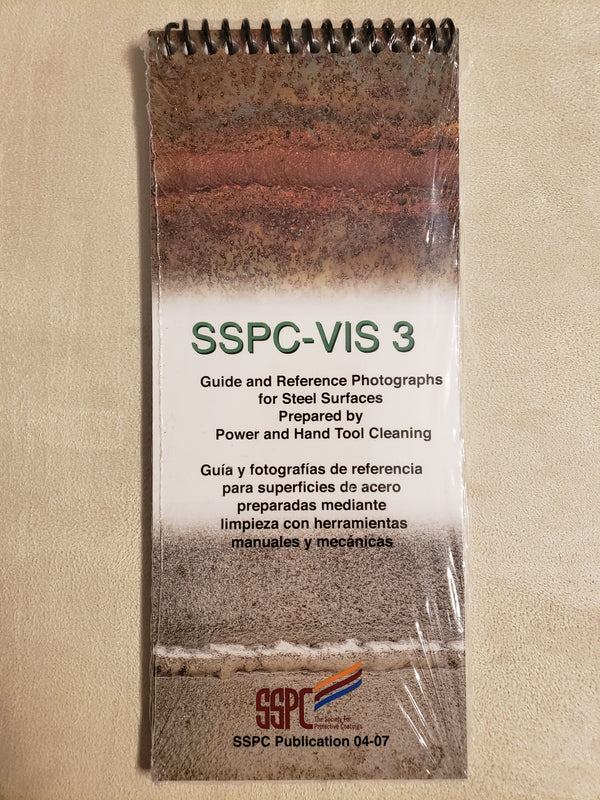 SSPC-VIS 3
Guide and Reference Photographs
for Steel Surfaces
Prepared by
Power and Hand Tool Cleaning
Guía y fotografías de referencia
para superficies de acero
preparadas mediante
limpieza con herramientas
manuales y mecánicas
SSPC
The Society For
Protective Coatings
SSPC Publication 04-07